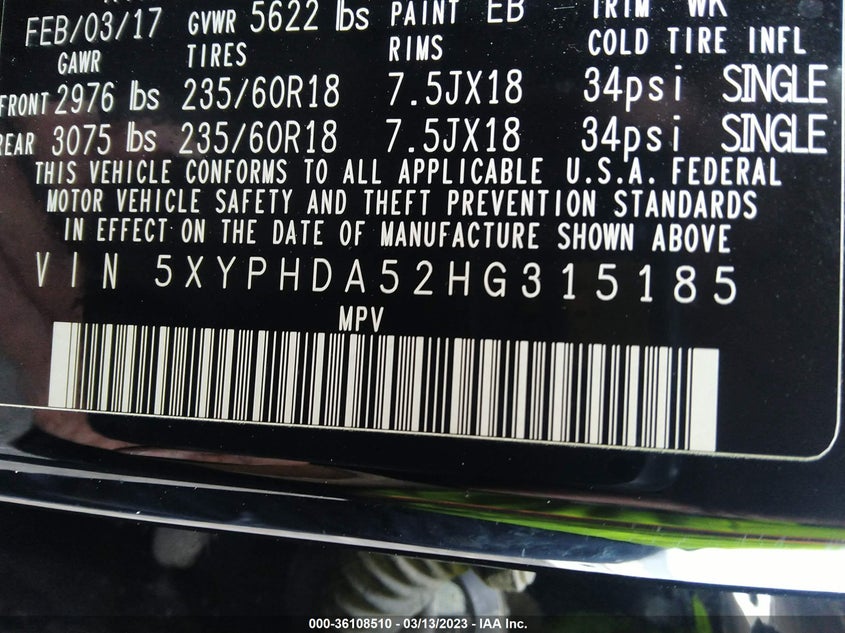 FEB/03/17 GVWR 5622 lbs PAINT EB TRIM WK
GAWR TIRES RIMS COLD TIRE INFL
FRONT 2976 lbs 235/60R18 7.5JX18 34psi SINGLE
REAR 3075 lbs 235/60R18 7.5JX18 34psi SINGLE
THIS VEHICLE CONFORMS TO ALL APPLICABLE U.S.A. FEDERAL
MOTOR VEHICLE SAFETY AND THEFT PREVENTION STANDARDS
IN EFFECT ON THE DATE OF MANUFACTURE SHOWN ABOVE
VIN 5XYPHDA52HG315185
MPV
000-36108510 - 03/13/2023 - IAA Inc.